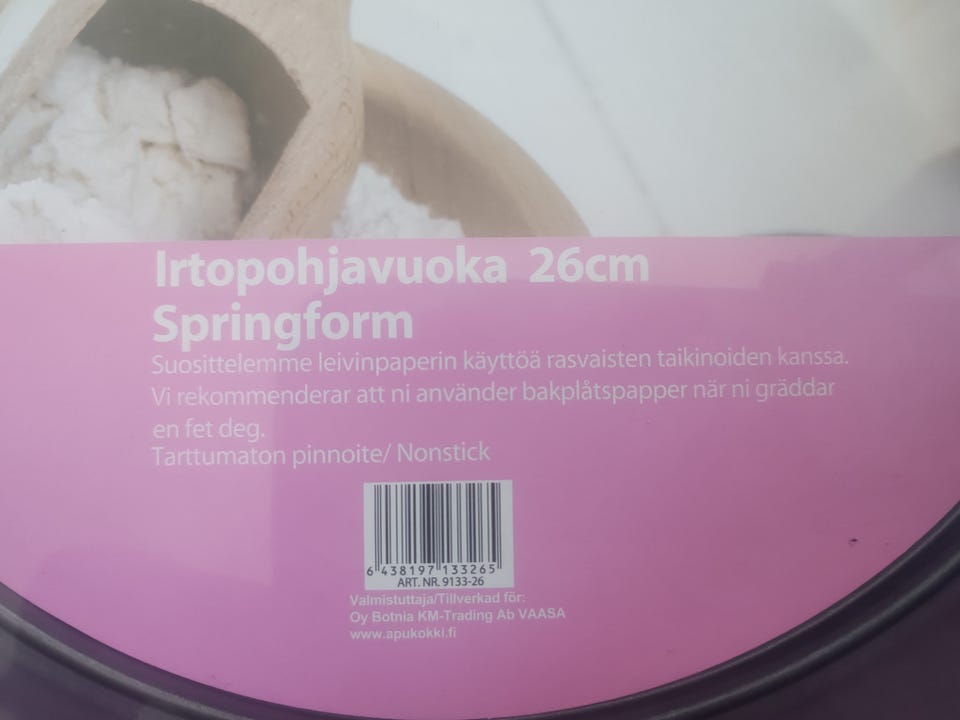 Irtopohjavuoka 26cm
Springform
Suosittelemme leivinpaperin käyttöä rasvaisten taikinoiden kanssa.
Vi rekommenderar att ni använder bakplåtspapper när ni gräddar
en fet deg.
Tarttumaton pinnoite/ Nonstick
6 438197 133265
ART. NR. 9133-26
Valmistuttaja/Tillverkad för:
Oy Botnia KM-Trading Ab VAASA
www.apukokki.fi